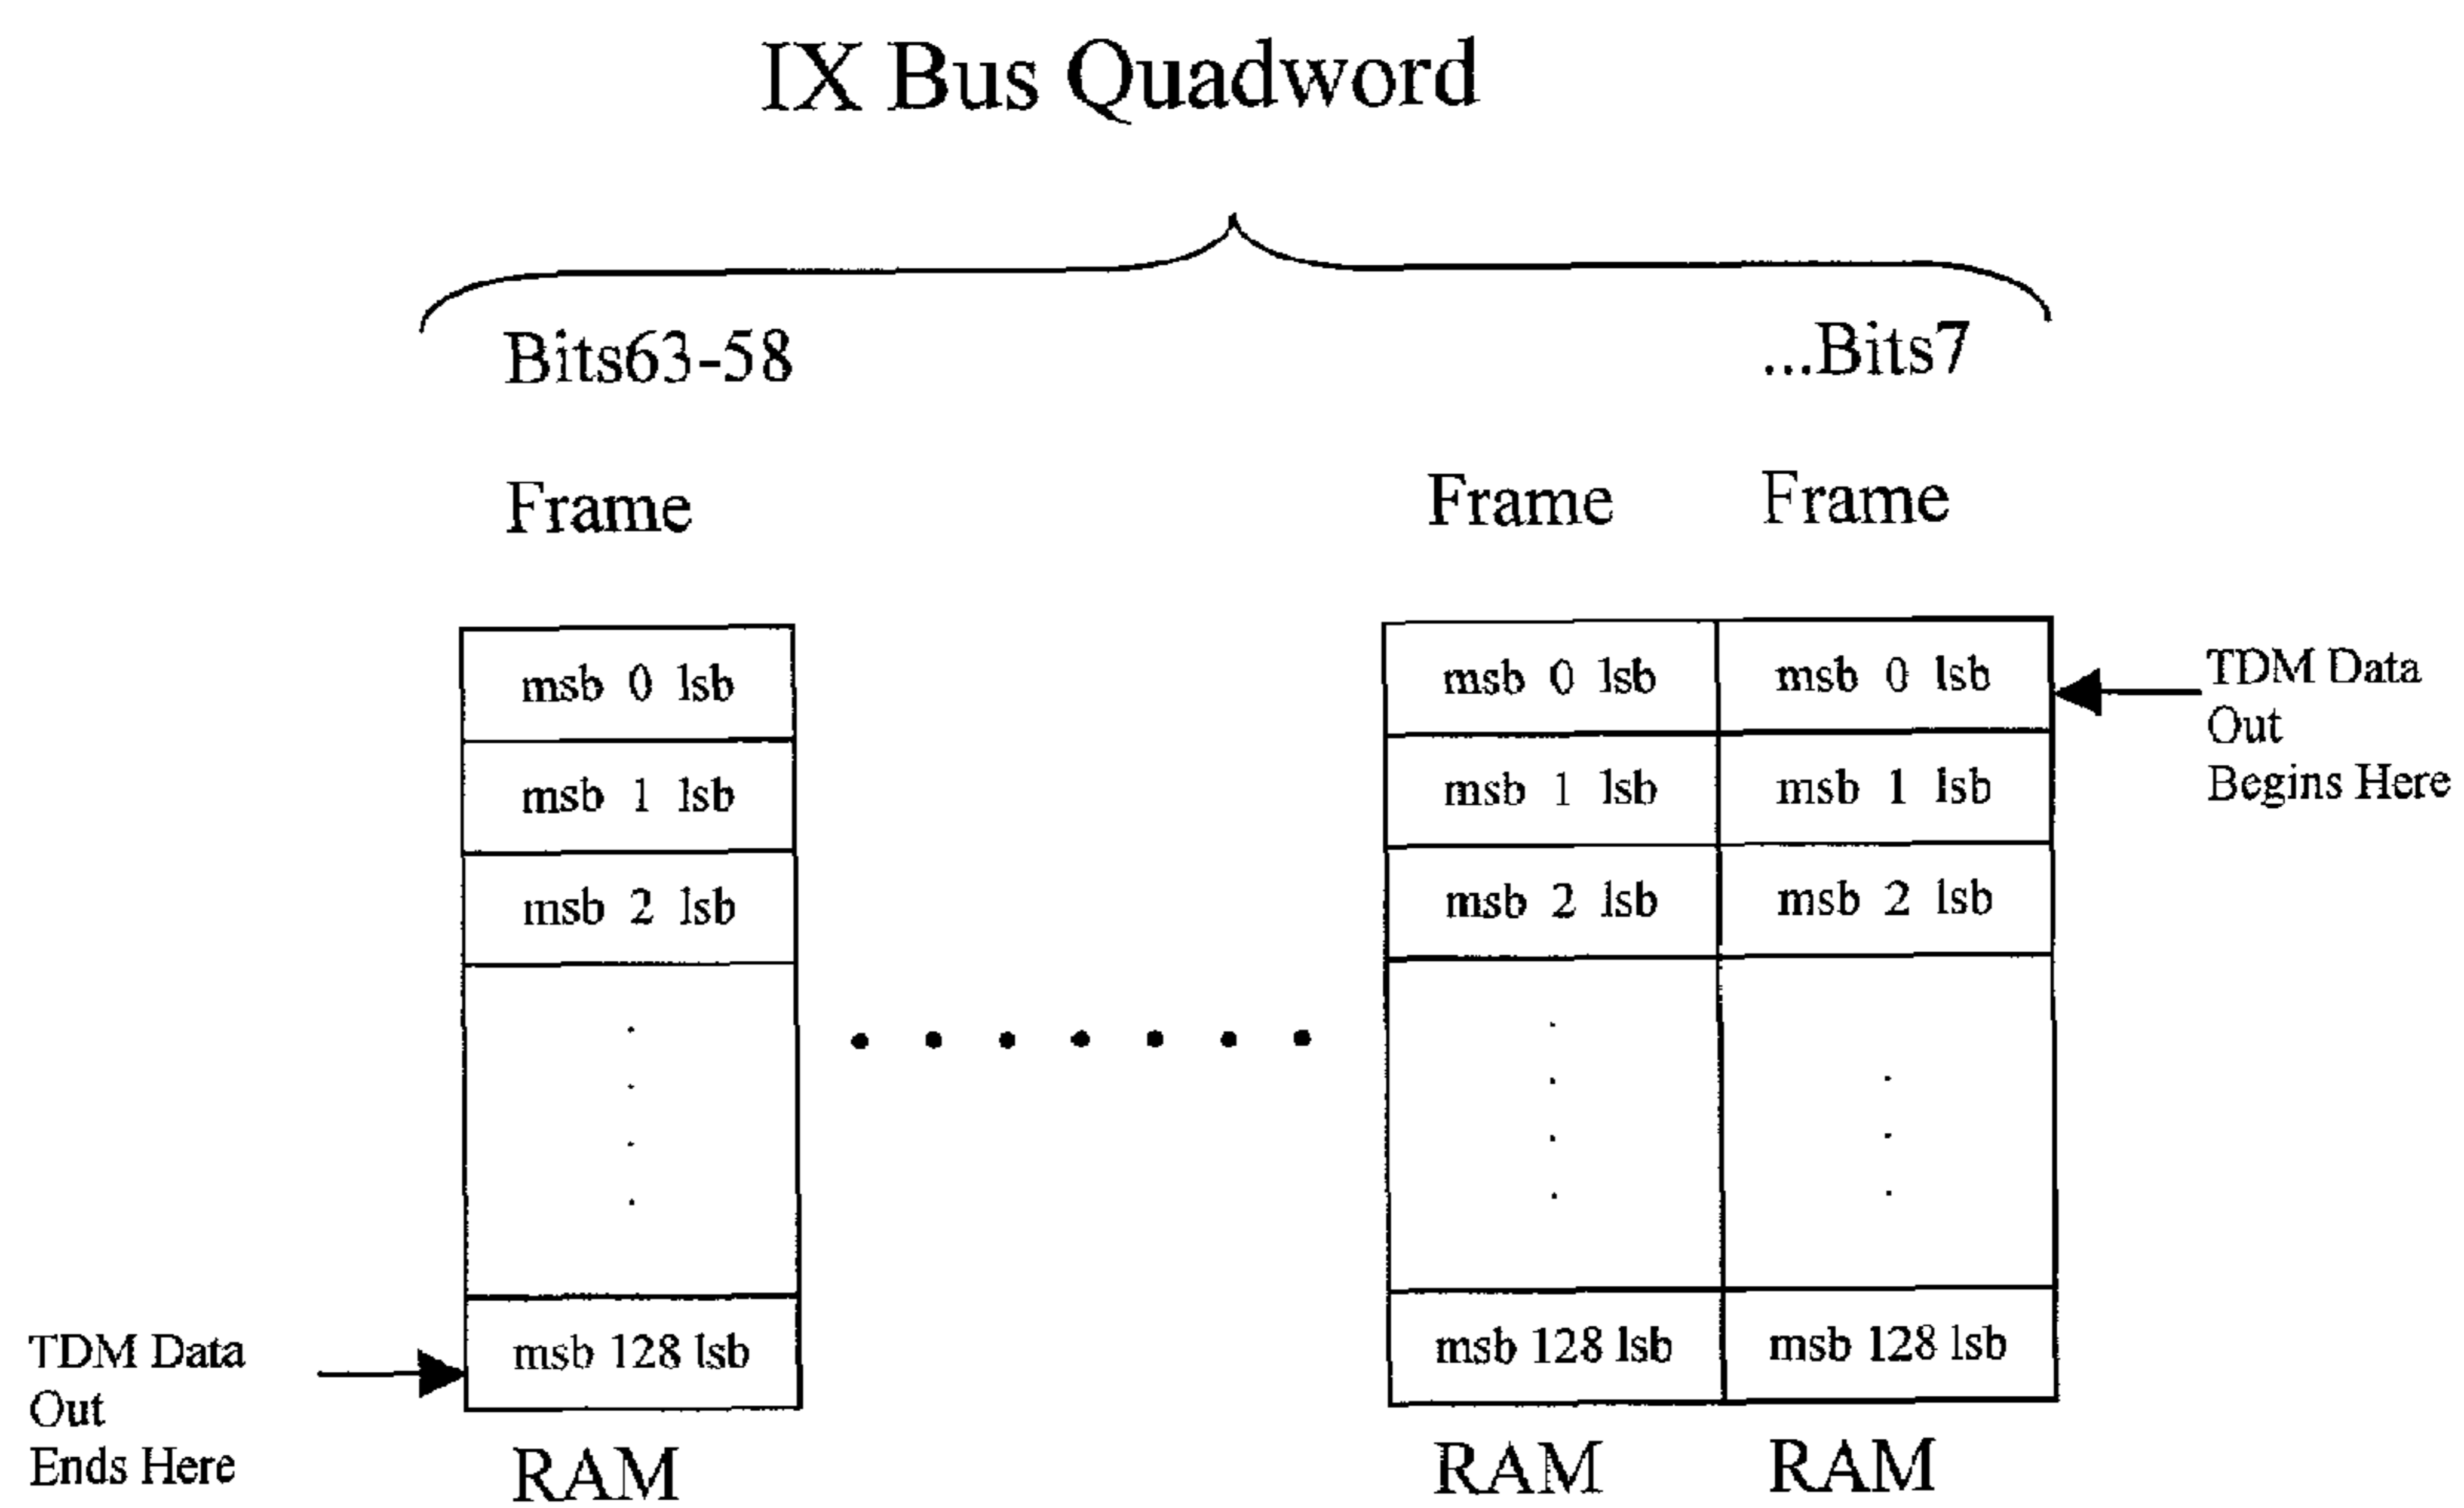 IX Bus Quadword
Bits63-58 ...Bits7
Frame Frame Frame
msb 0 lsb msb 0 lsb msb 0 lsb
TDM Data
Out
Begins Here
msb 1 lsb msb 1 lsb msb 1 lsb
msb 2 lsb msb 2 lsb msb 2 lsb
msb 128 lsb msb 128 lsb msb 128 lsb
TDM Data
Out
Ends Here
RAM RAM RAM